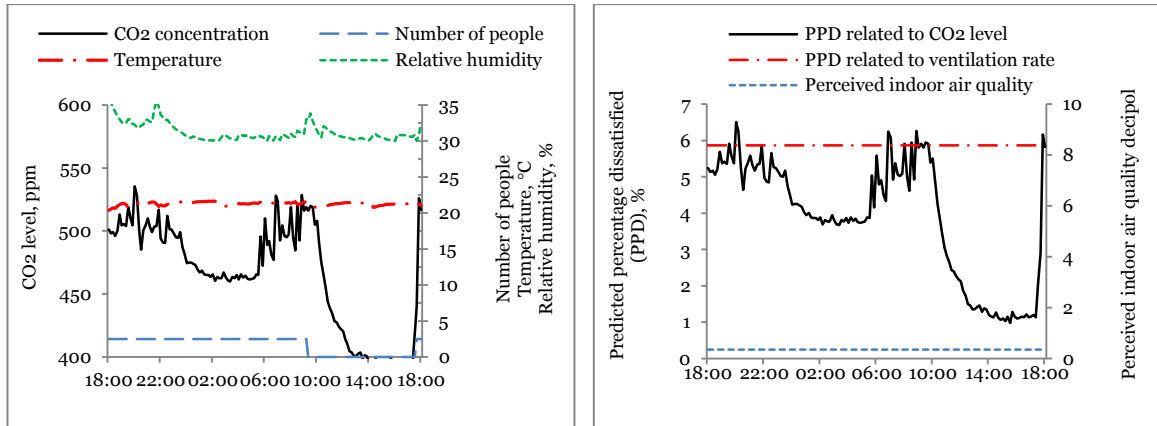 CO2 concentration
Number of people
Temperature
Relative humidity
600
550
500
450
400
CO2 level, ppm
35
30
25
20
15
10
5
0
Number of people
Temperature, °C
Relative humidity, %
18:00 22:00 02:00 06:00 10:00 14:00 18:00
PPD related to CO2 level
PPD related to ventilation rate
Perceived indoor air quality
7
6
5
4
3
2
1
0
Predicted percentage dissatisfied
(PPD), %
10
8
6
4
2
0
Perceived indoor air quality decipol
18:00 22:00 02:00 06:00 10:00 14:00 18:00